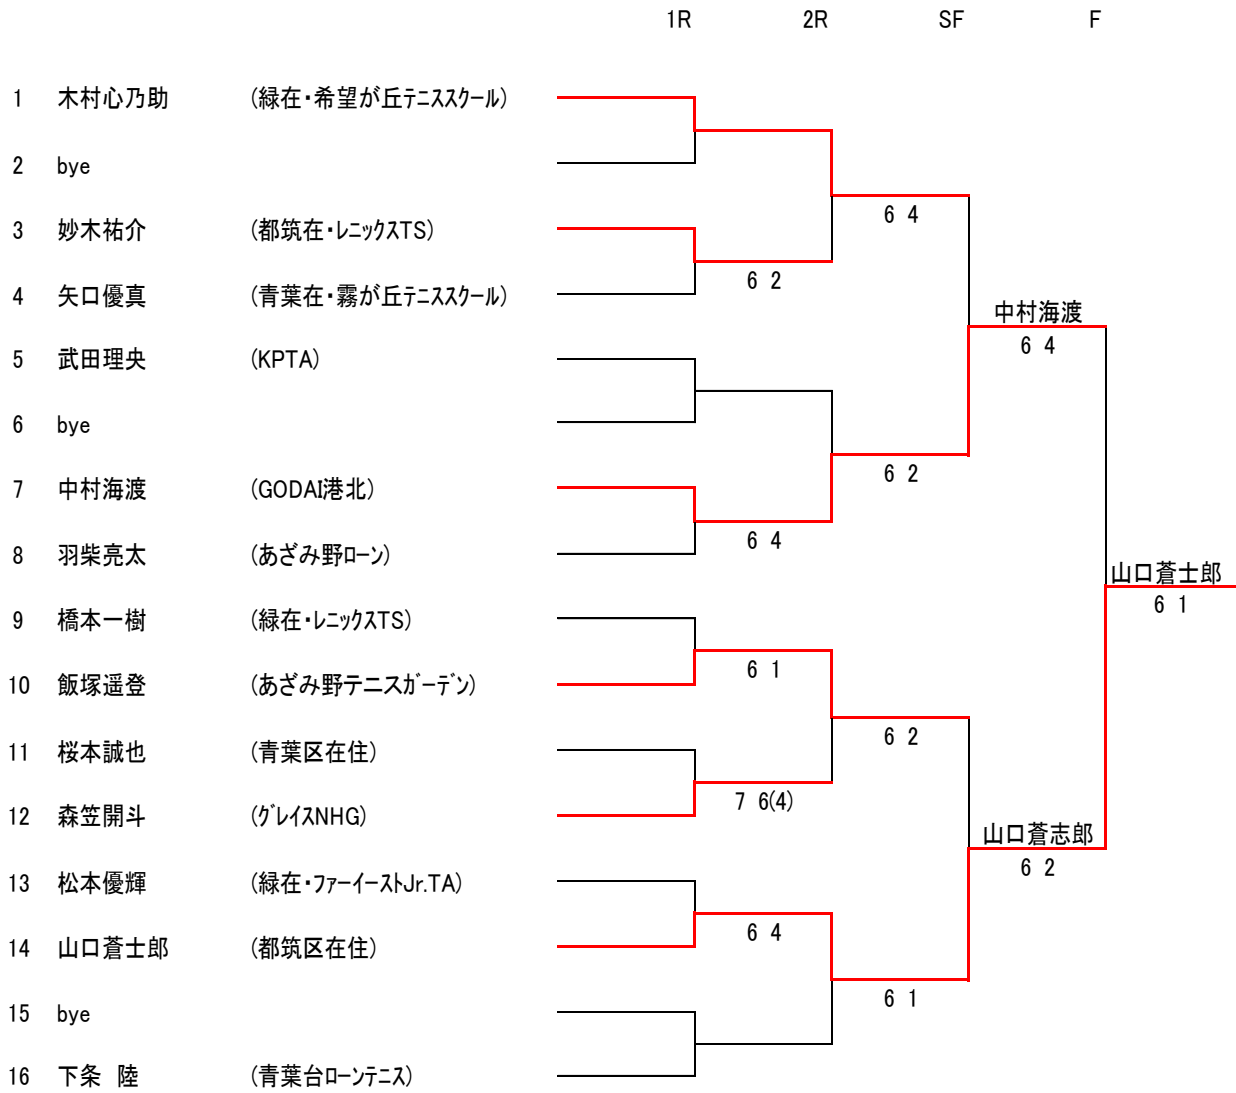 1R 2R SF F
1 木村心乃助 (緑在・希望が丘ﾃﾆｽｽｸｰﾙ)
2 bye
6 4
3 妙木祐介 (都筑在・ﾚﾆｯｸｽTS)
6 2
4 矢口優真 (青葉在・霧が丘ﾃﾆｽｽｸｰﾙ)
中村海渡
6 4
5 武田理央 (KPTA)
6 bye
6 2
7 中村海渡 (GODAI港北)
6 4
8 羽柴亮太 (あざみ野ﾛｰﾝ)
山口蒼士郎
6 1
9 橋本一樹 (緑在・ﾚﾆｯｸｽTS)
6 1
10 飯塚遥登 (あざみ野テニスｶﾞｰﾃﾞﾝ)
6 2
11 桜本誠也 (青葉区在住)
7 6(4)
12 森笠開斗 (ｸﾞﾚｲｽNHG)
山口蒼志郎
6 2
13 松本優輝 (緑在・ﾌｧｰｲｰｽﾄJr.TA)
6 4
14 山口蒼士郎 (都筑区在住)
6 1
15 bye
16 下条 陸 (青葉台ﾛｰﾝﾃﾆｽ)